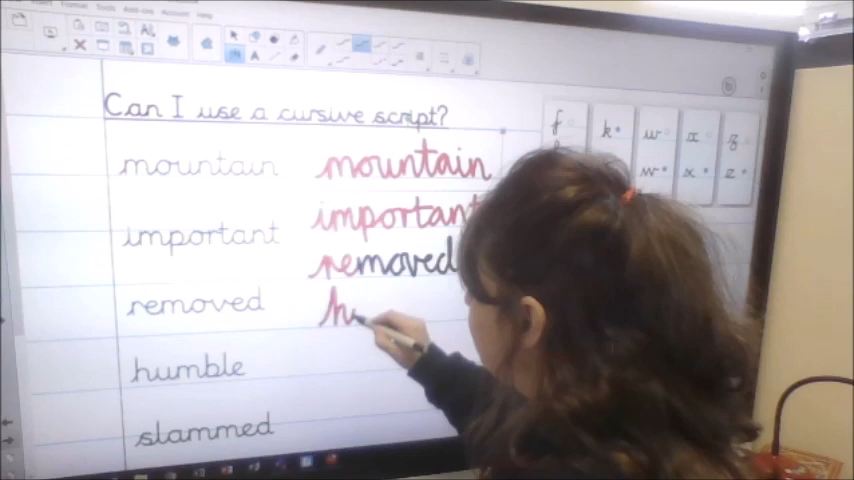 Can I use a cursive script?
mountain mountain
important important
removed removed
humble h
slammed
f
k w x z
w x z